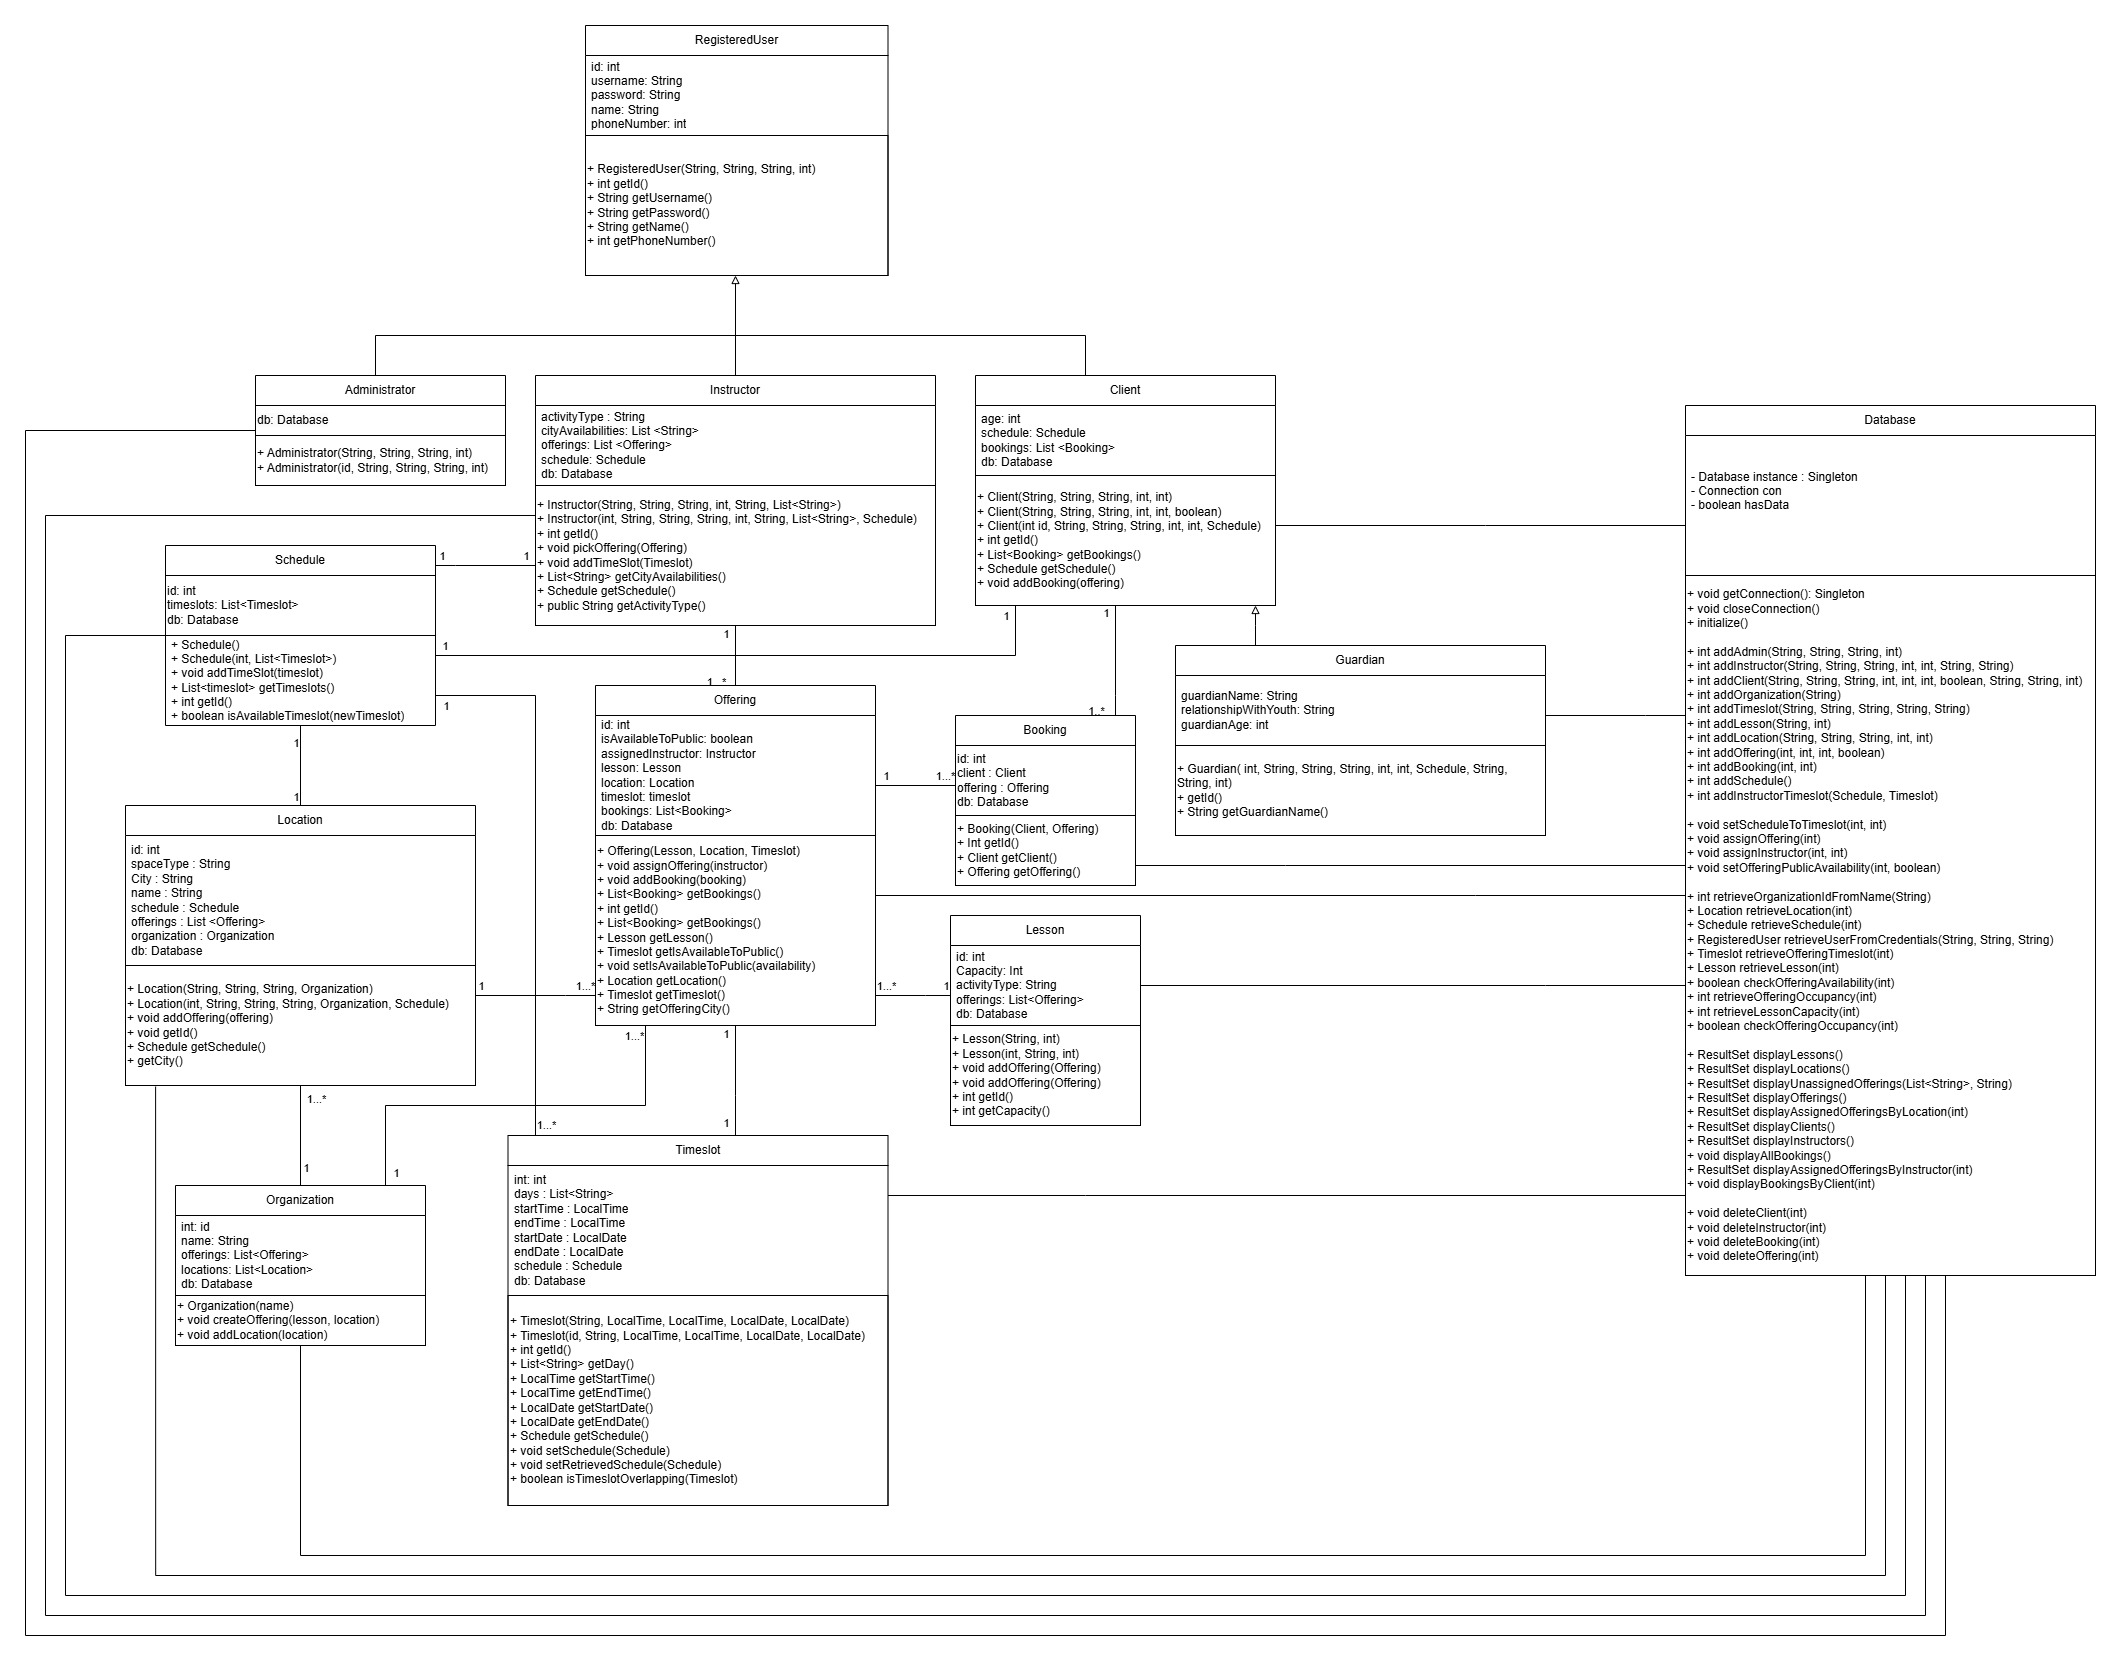 RegisteredUser
id: int
username: String
password: String
name: String
phoneNumber: int
+ RegisteredUser(String, String, String, int)
+ int getId()
+ String getUsername()
+ String getPassword()
+ String getName()
+ int getPhoneNumber()
Administrator
db: Database
+ Administrator(String, String, String, int)
+ Administrator(id, String, String, String, int)
Instructor
activityType : String
cityAvailabilities: List <String>
offerings: List <Offering>
schedule: Schedule
db: Database
+ Instructor(String, String, String, int, String, List<String>)
+ Instructor(int, String, String, String, int, String, List<String>, Schedule)
+ int getId()
+ void pickOffering(Offering)
+ void addTimeSlot(Timeslot)
+ List<String> getCityAvailabilities()
+ Schedule getSchedule()
+ public String getActivityType()
Client
age: int
schedule: Schedule
bookings: List <Booking>
db: Database
+ Client(String, String, String, int, int)
+ Client(String, String, String, int, int, boolean)
+ Client(int id, String, String, String, int, int, Schedule)
+ int getId()
+ List<Booking> getBookings()
+ Schedule getSchedule()
+ void addBooking(offering)
Database
- Database instance : Singleton
- Connection con
- boolean hasData
+ void getConnection(): Singleton
+ void closeConnection()
+ initialize()
+ int addAdmin(String, String, String, int)
+ int addInstructor(String, String, String, int, int, String, String)
+ int addClient(String, String, String, int, int, int, boolean, String, String, int)
+ int addOrganization(String)
+ int addTimeslot(String, String, String, String, String)
+ int addLesson(String, int)
+ int addLocation(String, String, String, int, int)
+ int addOffering(int, int, int, boolean)
+ int addBooking(int, int)
+ int addSchedule()
+ int addInstructorTimeslot(Schedule, Timeslot)
+ void setScheduleToTimeslot(int, int)
+ void assignOffering(int)
+ void assignInstructor(int, int)
+ void setOfferingPublicAvailability(int, boolean)
+ int retrieveOrganizationIdFromName(String)
+ Location retrieveLocation(int)
+ Schedule retrieveSchedule(int)
+ RegisteredUser retrieveUserFromCredentials(String, String, String)
+ Timeslot retrieveOfferingTimeslot(int)
+ Lesson retrieveLesson(int)
+ boolean checkOfferingAvailability(int)
+ int retrieveOfferingOccupancy(int)
+ int retrieveLessonCapacity(int)
+ boolean checkOfferingOccupancy(int)
+ ResultSet displayLessons()
+ ResultSet displayLocations()
+ ResultSet displayUnassignedOfferings(List<String>, String)
+ ResultSet displayOfferings()
+ ResultSet displayAssignedOfferingsByLocation(int)
+ ResultSet displayClients()
+ ResultSet displayInstructors()
+ void displayAllBookings()
+ ResultSet displayAssignedOfferingsByInstructor(int)
+ void displayBookingsByClient(int)
+ void deleteClient(int)
+ void deleteInstructor(int)
+ void deleteBooking(int)
+ void deleteOffering(int)
Schedule
id: int
timeslots: List<Timeslot>
db: Database
+ Schedule()
+ Schedule(int, List<Timeslot>)
+ void addTimeSlot(timeslot)
+ List<timeslot> getTimeslots()
+ int getId()
+ boolean isAvailableTimeslot(newTimeslot)
1
1
1
1
1
1
1
1...*
1
1..*
1
1
Guardian
guardianName: String
relationshipWithYouth: String
guardianAge: int
+ Guardian( int, String, String, String, int, int, Schedule, String,
String, int)
+ getId()
+ String getGuardianName()
Offering
id: int
isAvailableToPublic: boolean
assignedInstructor: Instructor
lesson: Lesson
location: Location
timeslot: timeslot
bookings: List<Booking>
db: Database
+ Offering(Lesson, Location, Timeslot)
+ void assignOffering(instructor)
+ void addBooking(booking)
+ List<Booking> getBookings()
+ int getId()
+ List<Booking> getBookings()
+ Lesson getLesson()
+ Timeslot getIsAvailableToPublic()
+ void setIsAvailableToPublic(availability)
+ Location getLocation()
+ Timeslot getTimeslot()
+ String getOfferingCity()
1
1...*
Booking
id: int
client : Client
offering : Offering
db: Database
+ Booking(Client, Offering)
+ Int getId()
+ Client getClient()
+ Offering getOffering()
Location
id: int
spaceType : String
City : String
name : String
schedule : Schedule
offerings : List <Offering>
organization : Organization
db: Database
+ Location(String, String, String, Organization)
+ Location(int, String, String, String, Organization, Schedule)
+ void addOffering(offering)
+ void getId()
+ Schedule getSchedule()
+ getCity()
1
1...*
1...*
1
Lesson
id: int
Capacity: Int
activityType: String
offerings: List<Offering>
db: Database
+ Lesson(String, int)
+ Lesson(int, String, int)
+ void addOffering(Offering)
+ void addOffering(Offering)
+ int getId()
+ int getCapacity()
1...*
1
1...*
1
1...*
1
1
Organization
int: id
name: String
offerings: List<Offering>
locations: List<Location>
db: Database
+ Organization(name)
+ void createOffering(lesson, location)
+ void addLocation(location)
Timeslot
int: int
days : List<String>
startTime : LocalTime
endTime : LocalTime
startDate : LocalDate
endDate : LocalDate
schedule : Schedule
db: Database
+ Timeslot(String, LocalTime, LocalTime, LocalDate, LocalDate)
+ Timeslot(id, String, LocalTime, LocalTime, LocalDate, LocalDate)
+ int getId()
+ List<String> getDay()
+ LocalTime getStartTime()
+ LocalTime getEndTime()
+ LocalDate getStartDate()
+ LocalDate getEndDate()
+ Schedule getSchedule()
+ void setSchedule(Schedule)
+ void setRetrievedSchedule(Schedule)
+ boolean isTimeslotOverlapping(Timeslot)